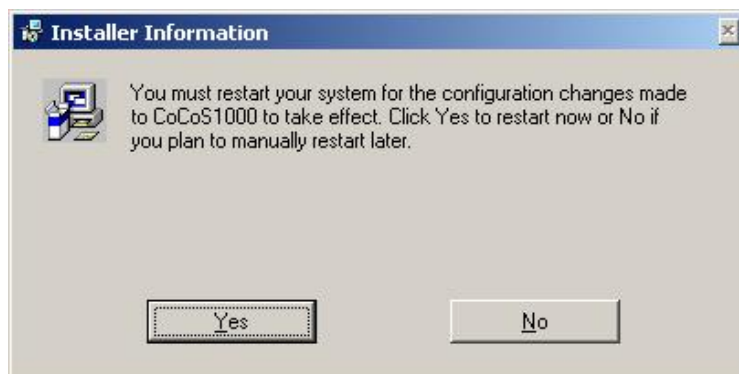 Installer Information
You must restart your system for the configuration changes made
to CoCoS1000 to take effect. Click Yes to restart now or No if
you plan to manually restart later.
Yes
No